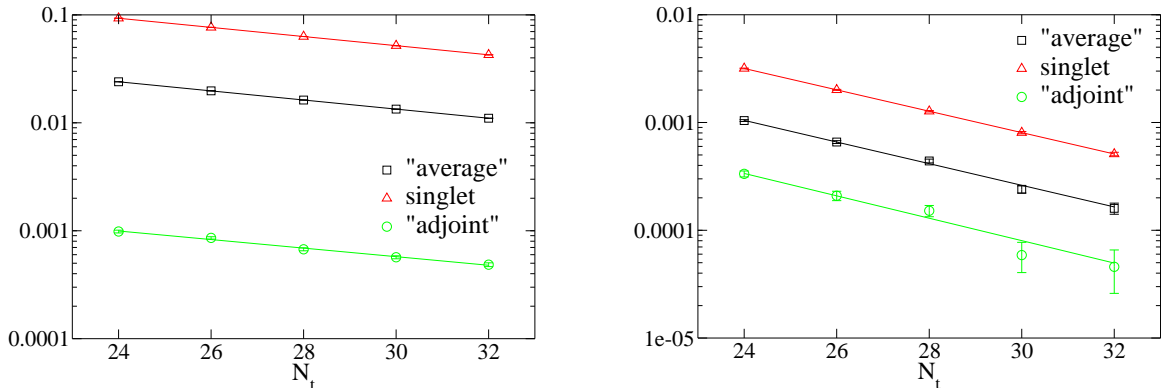 0.1
0.01
0.001
0.0001
"average"
singlet
"adjoint"
24 26 28 30 32
N_t
0.01
0.001
0.0001
1e-05
"average"
singlet
"adjoint"
24 26 28 30 32
N_t